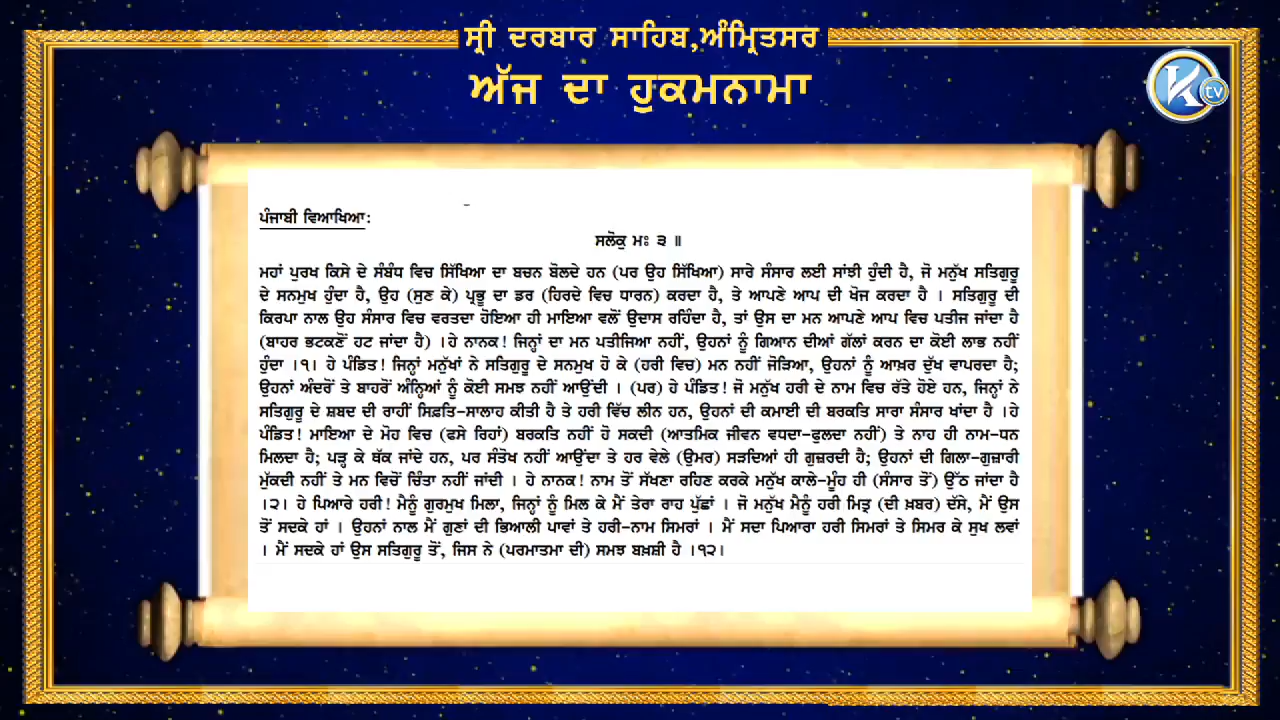 ਸ੍ਰੀ ਦਰਬਾਰ ਸਾਹਿਬ,ਅੰਮ੍ਰਿਤਸਰ
ਅੱਜ ਦਾ ਹੁਕਮਨਾਮਾ
K tv
ਪੰਜਾਬੀ ਵਿਆਖਿਆ:
ਸਲੋਕੁ ਮਃ ੩ ॥
ਮਹਾਂ ਪੁਰਖ ਕਿਸੇ ਦੇ ਸੰਬੰਧ ਵਿਚ ਸਿੱਖਿਆ ਦਾ ਬਚਨ ਬੋਲਦੇ ਹਨ (ਪਰ ਉਹ ਸਿੱਖਿਆ) ਸਾਰੇ ਸੰਸਾਰ ਲਈ ਸਾਂਝੀ ਹੁੰਦੀ ਹੈ, ਜੋ ਮਨੁੱਖ ਸਤਿਗੁਰੂ
ਦੇ ਸਨਮੁਖ ਹੁੰਦਾ ਹੈ, ਉਹ (ਸੁਣ ਕੇ) ਪ੍ਰਭੂ ਦਾ ਡਰ (ਹਿਰਦੇ ਵਿਚ ਧਾਰਨ) ਕਰਦਾ ਹੈ, ਤੇ ਆਪਣੇ ਆਪ ਦੀ ਖੋਜ ਕਰਦਾ ਹੈ । ਸਤਿਗੁਰੂ ਦੀ
ਕਿਰਪਾ ਨਾਲ ਉਹ ਸੰਸਾਰ ਵਿਚ ਵਰਤਦਾ ਹੋਇਆ ਹੀ ਮਾਇਆ ਵਲੋਂ ਉਦਾਸ ਰਹਿੰਦਾ ਹੈ, ਤਾਂ ਉਸ ਦਾ ਮਨ ਆਪਣੇ ਆਪ ਵਿਚ ਪਤੀਜ ਜਾਂਦਾ ਹੈ
(ਬਾਹਰ ਭਟਕਣੋਂ ਹਟ ਜਾਂਦਾ ਹੈ) ।ਹੇ ਨਾਨਕ! ਜਿਨ੍ਹਾਂ ਦਾ ਮਨ ਪਤੀਜਿਆ ਨਹੀਂ, ਉਹਨਾਂ ਨੂੰ ਗਿਆਨ ਦੀਆਂ ਗੱਲਾਂ ਕਰਨ ਦਾ ਕੋਈ ਲਾਭ ਨਹੀਂ
ਹੁੰਦਾ ।੧। ਹੇ ਪੰਡਿਤ! ਜਿਨ੍ਹਾਂ ਮਨੁੱਖਾਂ ਨੇ ਸਤਿਗੁਰੂ ਦੇ ਸਨਮੁਖ ਹੋ ਕੇ (ਹਰੀ ਵਿਚ) ਮਨ ਨਹੀਂ ਜੋੜਿਆ, ਉਹਨਾਂ ਨੂੰ ਆਖ਼ਰ ਦੁੱਖ ਵਾਪਰਦਾ ਹੈ;
ਉਹਨਾਂ ਅੰਦਰੋਂ ਤੇ ਬਾਹਰੋਂ ਅੰਨ੍ਹਿਆਂ ਨੂੰ ਕੋਈ ਸਮਝ ਨਹੀਂ ਆਉਂਦੀ । (ਪਰ) ਹੇ ਪੰਡਿਤ! ਜੋ ਮਨੁੱਖ ਹਰੀ ਦੇ ਨਾਮ ਵਿਚ ਰੱਤੇ ਹੋਏ ਹਨ, ਜਿਨ੍ਹਾਂ ਨੇ
ਸਤਿਗੁਰੂ ਦੇ ਸ਼ਬਦ ਦੀ ਰਾਹੀਂ ਸਿਫ਼ਤਿ-ਸਾਲਾਹ ਕੀਤੀ ਹੈ ਤੇ ਹਰੀ ਵਿੱਚ ਲੀਨ ਹਨ, ਉਹਨਾਂ ਦੀ ਕਮਾਈ ਦੀ ਬਰਕਤਿ ਸਾਰਾ ਸੰਸਾਰ ਖਾਂਦਾ ਹੈ ।ਹੇ
ਪੰਡਿਤ! ਮਾਇਆ ਦੇ ਮੋਹ ਵਿਚ (ਫਸੇ ਰਿਹਾਂ) ਬਰਕਤਿ ਨਹੀਂ ਹੋ ਸਕਦੀ (ਆਤਮਿਕ ਜੀਵਨ ਵਧਦਾ-ਫੁਲਦਾ ਨਹੀਂ) ਤੇ ਨਾਹ ਹੀ ਨਾਮ-ਧਨ
ਮਿਲਦਾ ਹੈ; ਪੜ੍ਹ ਕੇ ਥੱਕ ਜਾਂਦੇ ਹਨ, ਪਰ ਸੰਤੋਖ ਨਹੀਂ ਆਉਂਦਾ ਤੇ ਹਰ ਵੇਲੇ (ਉਮਰ) ਸੜਦਿਆਂ ਹੀ ਗੁਜ਼ਰਦੀ ਹੈ; ਉਹਨਾਂ ਦੀ ਗਿਲਾ-ਗੁਜ਼ਾਰੀ
ਮੁੱਕਦੀ ਨਹੀਂ ਤੇ ਮਨ ਵਿਚੋਂ ਚਿੰਤਾ ਨਹੀਂ ਜਾਂਦੀ । ਹੇ ਨਾਨਕ! ਨਾਮ ਤੋਂ ਸੱਖਣਾ ਰਹਿਣ ਕਰਕੇ ਮਨੁੱਖ ਕਾਲੇ-ਮੂੰਹ ਹੀ (ਸੰਸਾਰ ਤੋਂ) ਉੱਠ ਜਾਂਦਾ ਹੈ
।੨। ਹੇ ਪਿਆਰੇ ਹਰੀ! ਮੈਨੂੰ ਗੁਰਮੁਖ ਮਿਲਾ, ਜਿਨ੍ਹਾਂ ਨੂੰ ਮਿਲ ਕੇ ਮੈਂ ਤੇਰਾ ਰਾਹ ਪੁੱਛਾਂ । ਜੋ ਮਨੁੱਖ ਮੈਨੂੰ ਹਰੀ ਮਿਤ੍ਰ (ਦੀ ਖ਼ਬਰ) ਦੱਸੇ, ਮੈਂ ਉਸ
ਤੋਂ ਸਦਕੇ ਹਾਂ । ਉਹਨਾਂ ਨਾਲ ਮੈਂ ਗੁਣਾਂ ਦੀ ਭਿਆਲੀ ਪਾਵਾਂ ਤੇ ਹਰੀ-ਨਾਮ ਸਿਮਰਾਂ । ਮੈਂ ਸਦਾ ਪਿਆਰਾ ਹਰੀ ਸਿਮਰਾਂ ਤੇ ਸਿਮਰ ਕੇ ਸੁਖ ਲਵਾਂ
। ਮੈਂ ਸਦਕੇ ਹਾਂ ਉਸ ਸਤਿਗੁਰੂ ਤੋਂ, ਜਿਸ ਨੇ (ਪਰਮਾਤਮਾ ਦੀ) ਸਮਝ ਬਖ਼ਸ਼ੀ ਹੈ ।੧੨।